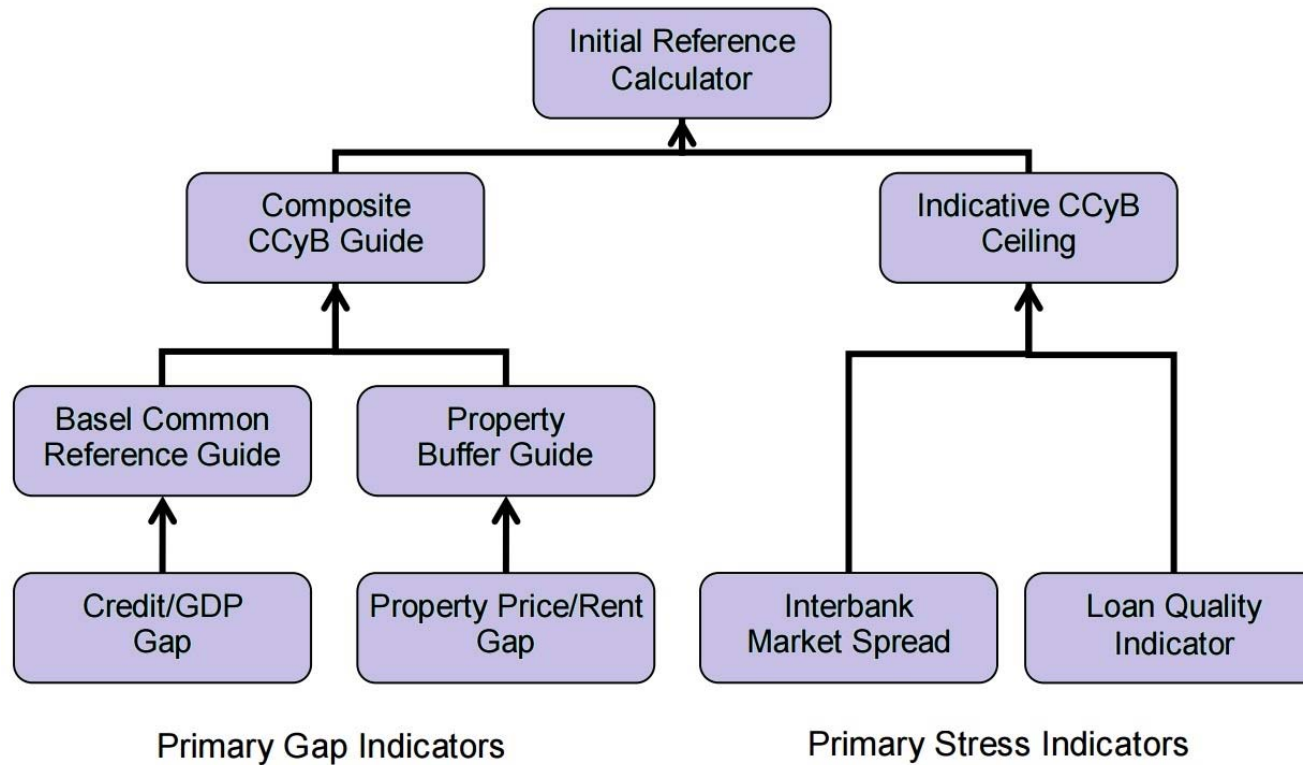 Initial Reference
Calculator
Composite
CCyB Guide
Indicative CCyB
Ceiling
Basel Common
Reference Guide
Property
Buffer Guide
Credit/GDP
Gap
Property Price/Rent
Gap
Interbank
Market Spread
Loan Quality
Indicator
Primary Gap Indicators
Primary Stress Indicators